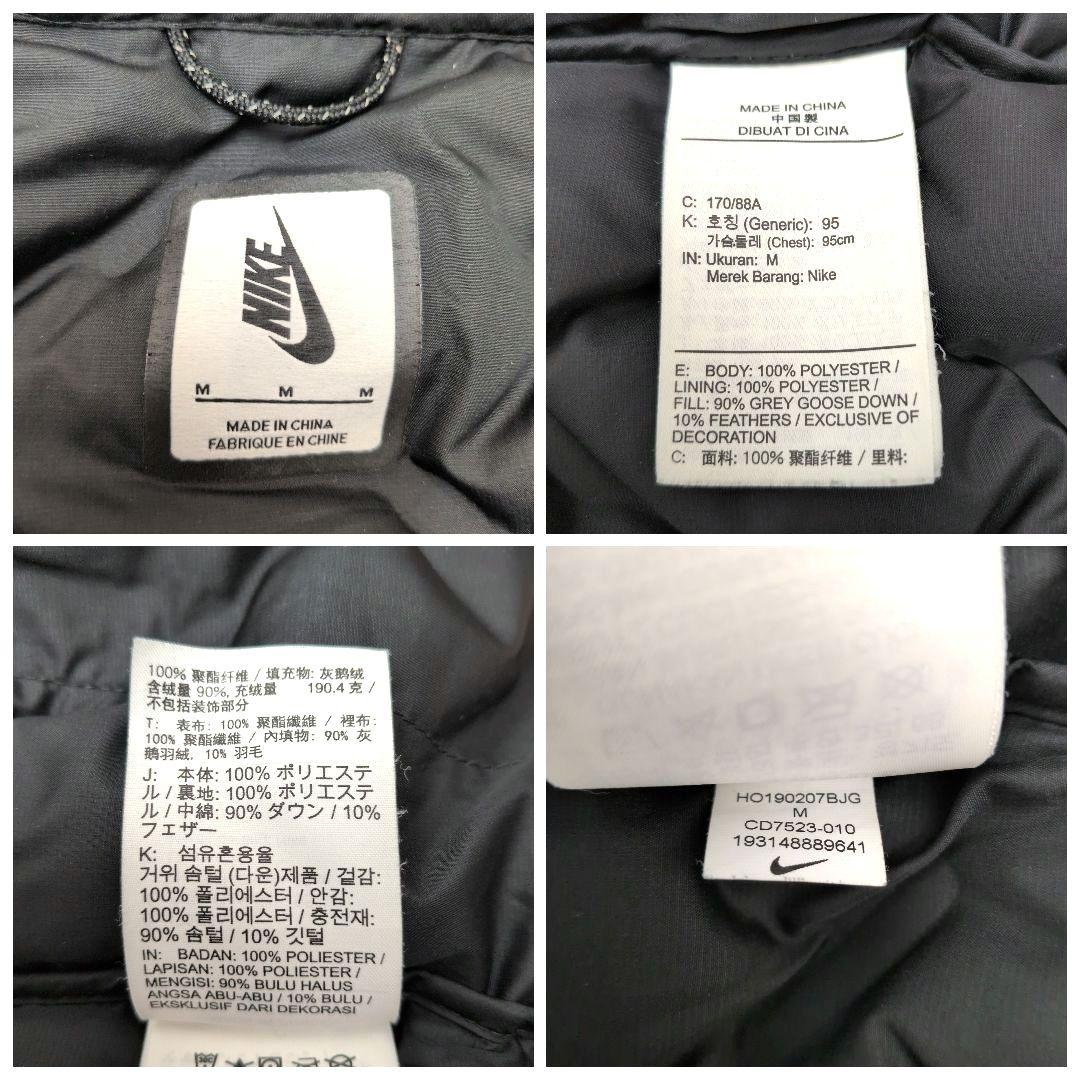 NIKE
M M M
MADE IN CHINA
FABRIQUE EN CHINE
MADE IN CHINA
中国製
DIBUAT DI CINA
C: 170/88A
K: 호칭 (Generic): 95
가슴둘레 (Chest): 95cm
IN: Ukuran: M
Merek Barang: Nike
E: BODY: 100% POLYESTER /
LINING: 100% POLYESTER /
FILL: 90% GREY GOOSE DOWN /
10% FEATHERS / EXCLUSIVE OF
DECORATION
C: 面料: 100% 聚酯纤维 / 里料:
100% 聚酯纤维 / 填充物: 灰鹅绒
含绒量 90%, 充绒量 190.4 克 /
不包括装饰部分
T: 表布: 100% 聚酯纖維 / 裡布:
100% 聚酯纖維 / 內填物: 90% 灰
鵝羽絨, 10% 羽毛
J: 本体: 100% ポリエステ
ル / 裏地: 100% ポリエステ
ル / 中綿: 90% ダウン / 10%
フェザー
K: 섬유혼용율
거위 솜털 (다운)제품 / 겉감:
100% 폴리에스터 / 안감:
100% 폴리에스터 / 충전재:
90% 솜털 / 10% 깃털
IN: BADAN: 100% POLIESTER /
LAPISAN: 100% POLIESTER /
MENGISI: 90% BULU HALUS
ANGSA ABU-ABU / 10% BULU /
EKSKLUSIF DARI DEKORASI
HO190207BJG
M
CD7523-010
193148889641